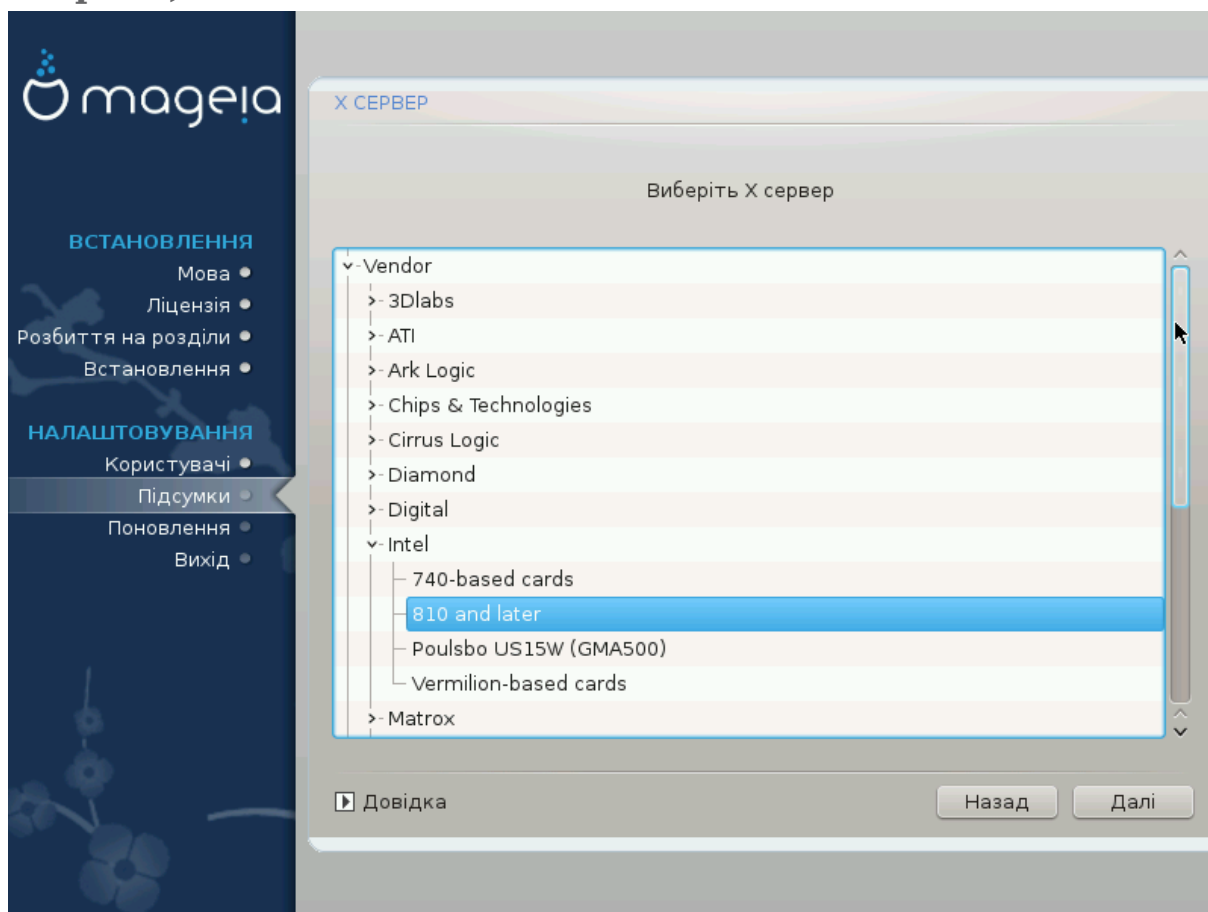 mageia
X СЕРВЕР
Виберіть X сервер
ВСТАНОВЛЕННЯ
Мова
Ліцензія
Розбиття на розділи
Встановлення
НАЛАШТОВУВАННЯ
Користувачі
Підсумки
Поновлення
Вихід
Vendor
3Dlabs
ATI
Ark Logic
Chips & Technologies
Cirrus Logic
Diamond
Digital
Intel
740-based cards
810 and later
Poulsbo US15W (GMA500)
Vermilion-based cards
Matrox
Довідка
Назад
Далі